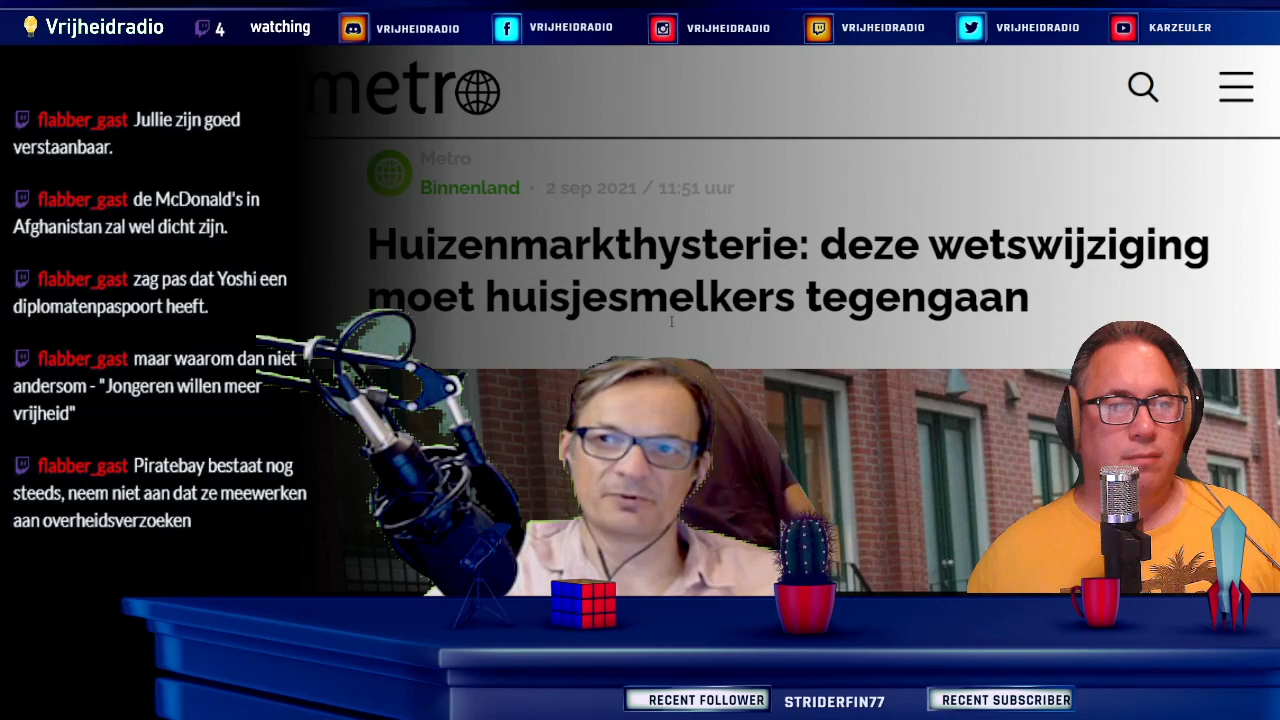 Vrijheidradio
4
watching
VRIJHEIDRADIO
VRIJHEIDRADIO
VRIJHEIDRADIO
VRIJHEIDRADIO
VRIJHEIDRADIO
KARZEULER
metro
Metro
Binnenland · 2 sep 2021 / 11:51 uur
Huizenmarkthysterie: deze wetswijziging
moet huisjesmelkers tegengaan
flabber_gast Jullie zijn goed
verstaanbaar.
flabber_gast de McDonald's in
Afghanistan zal wel dicht zijn.
flabber_gast zag pas dat Yoshi een
diplomatenpaspoort heeft.
flabber_gast maar waarom dan niet
andersom - "Jongeren willen meer
vrijheid"
flabber_gast Piratebay bestaat nog
steeds, neem niet aan dat ze meewerken
aan overheidsverzoeken
RECENT FOLLOWER
STRIDERFIN77
RECENT SUBSCRIBER